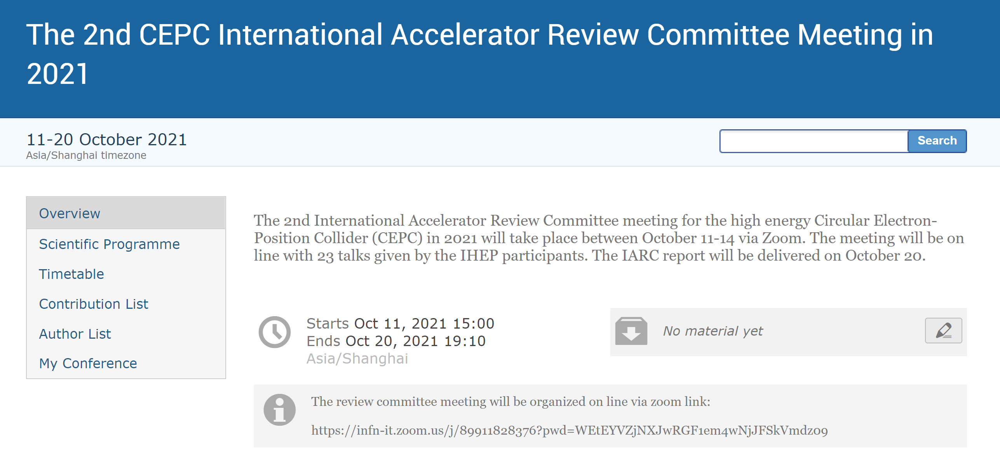 The 2nd CEPC International Accelerator Review Committee Meeting in
2021
11-20 October 2021
Asia/Shanghai timezone
Search
Overview
Scientific Programme
Timetable
Contribution List
Author List
My Conference
The 2nd International Accelerator Review Committee meeting for the high energy Circular Electron-
Position Collider (CEPC) in 2021 will take place between October 11-14 via Zoom. The meeting will be on
line with 23 talks given by the IHEP participants. The IARC report will be delivered on October 20.
Starts Oct 11, 2021 15:00
Ends Oct 20, 2021 19:10
Asia/Shanghai
No material yet
The review committee meeting will be organized on line via zoom link:
https://infn-it.zoom.us/j/89911828376?pwd=WEtEYVZjNXJwRGF1em4wNjJFSkVmdz09